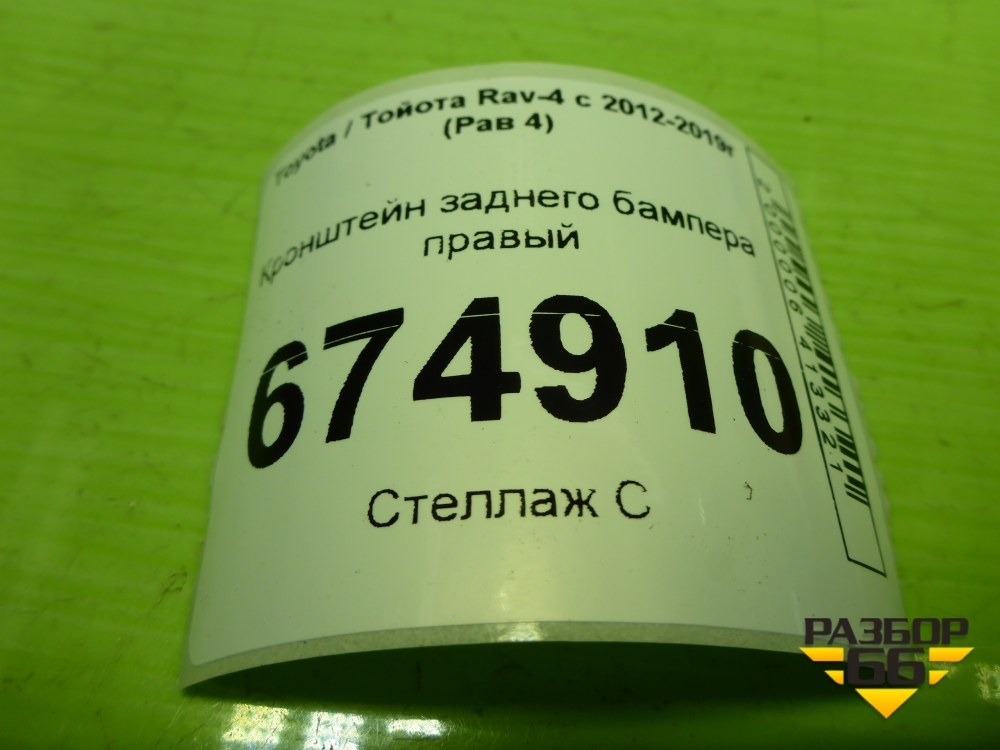 Toyota / Тойота Rav-4 с 2012-2019г
(Рав 4)
Кронштейн заднего бампера
правый
674910
Стеллаж С
РАЗБОР
66